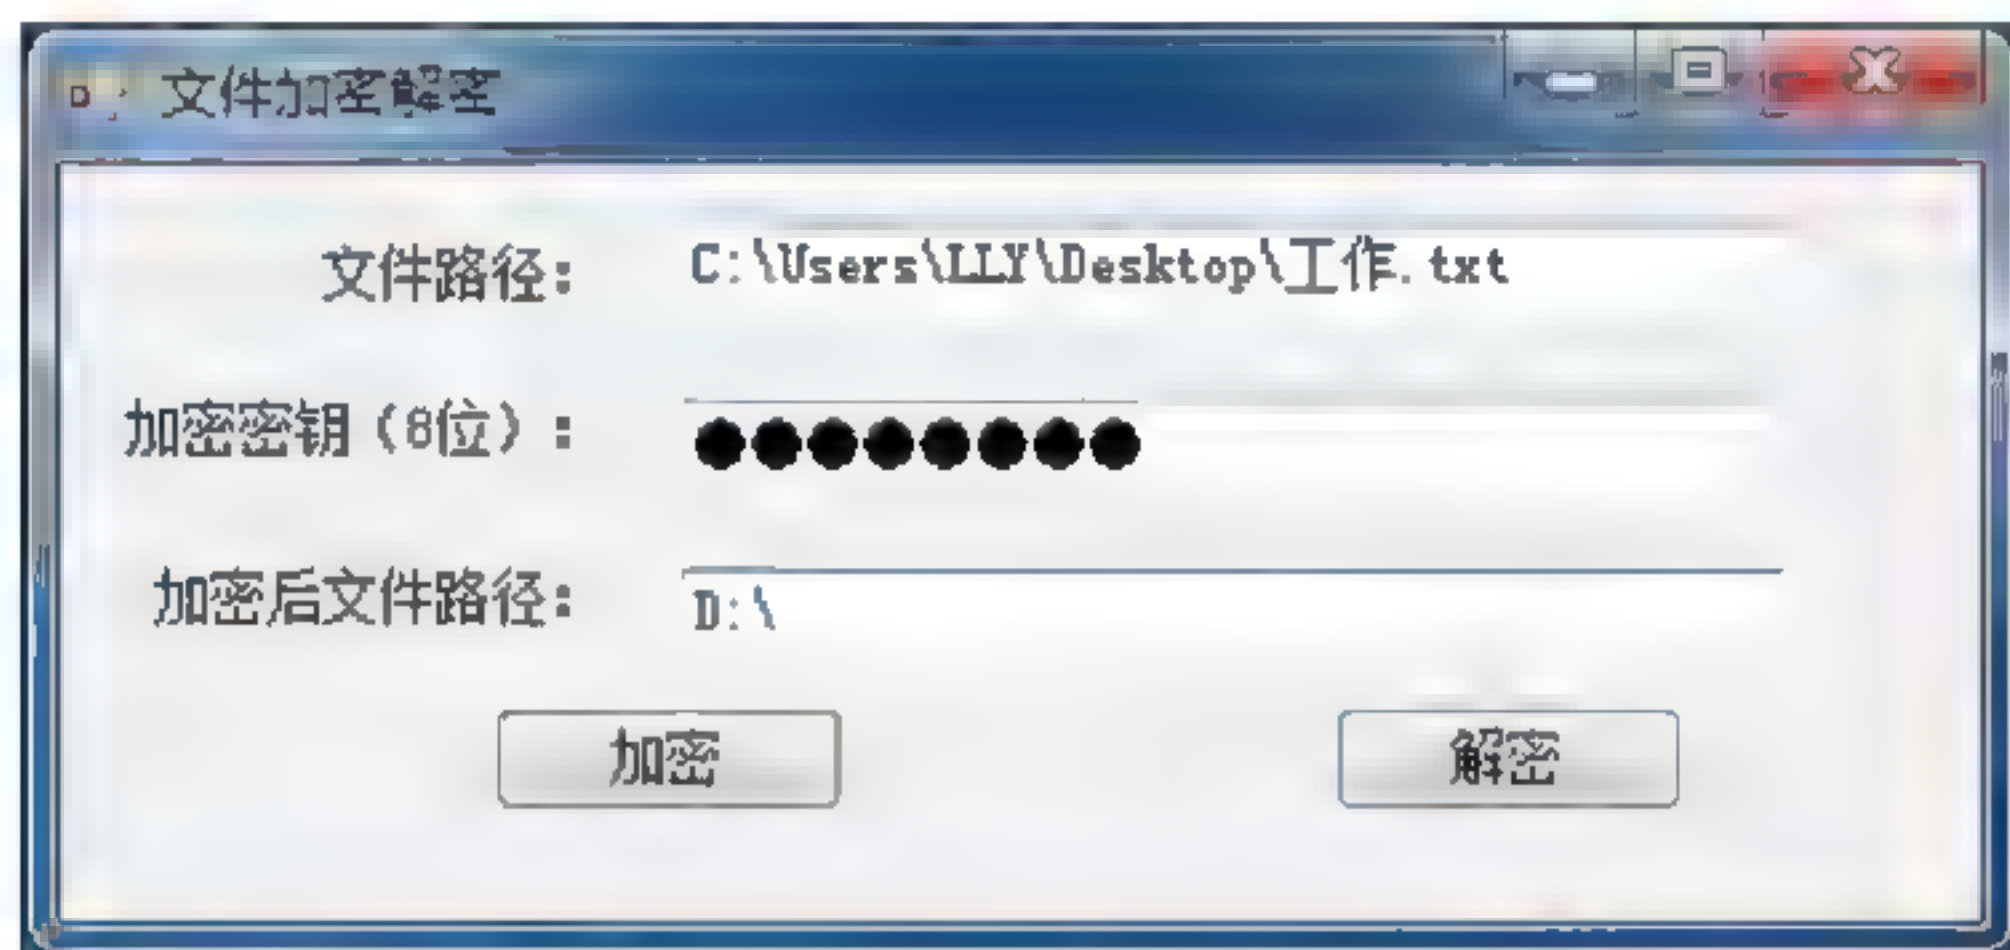 文件加密解密
文件路径: C:\Users\LLY\Desktop\工作.txt
加密密钥(8位): ●●●●●●●●
加密后文件路径: D:\
加密 解密